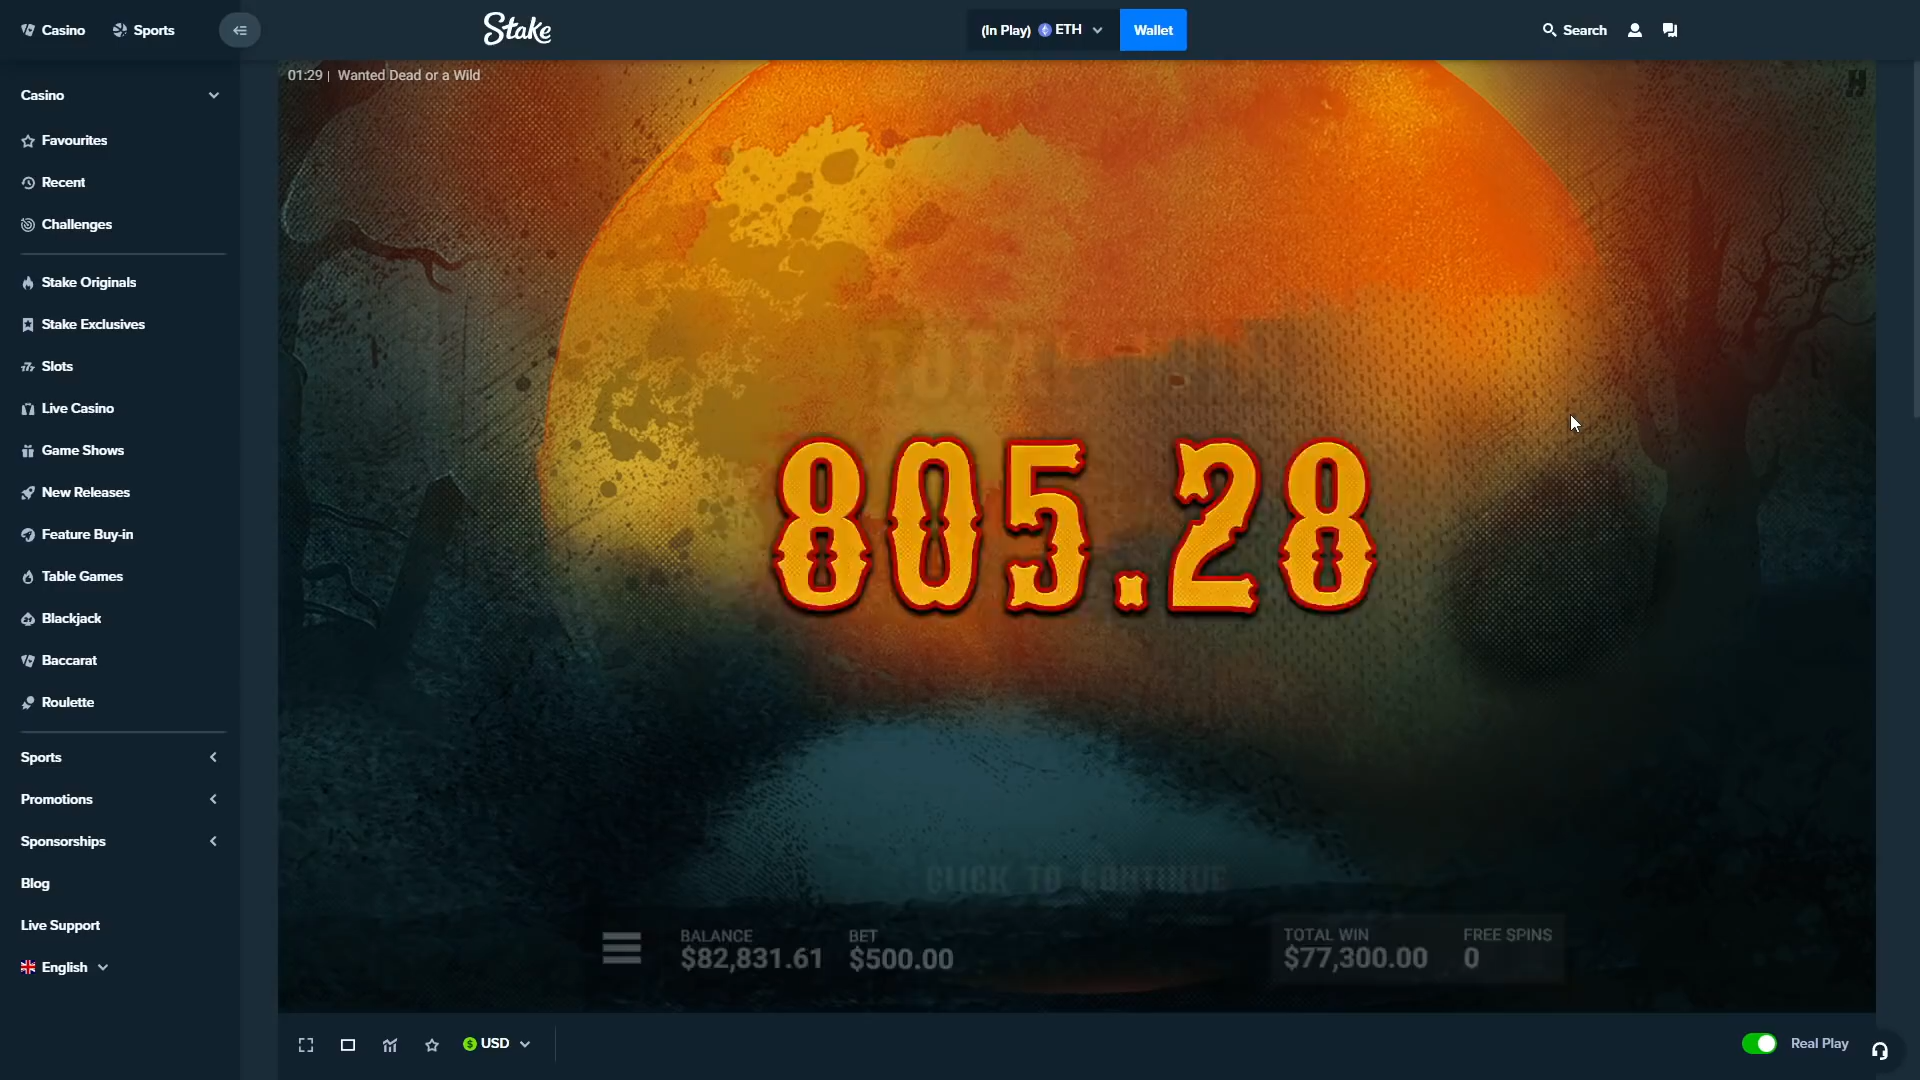 Casino
Sports
Stake
(In Play) ETH
Wallet
Search
01:29 | Wanted Dead or a Wild
Casino
Favourites
Recent
Challenges
Stake Originals
Stake Exclusives
Slots
Live Casino
Game Shows
New Releases
Feature Buy-in
Table Games
Blackjack
Baccarat
Roulette
Sports
Promotions
Sponsorships
Blog
Live Support
English
TOTAL WIN
805.28
CLICK TO CONTINUE
BALANCE
$82,831.61
BET
$500.00
TOTAL WIN
$77,300.00
FREE SPINS
0
USD
Real Play